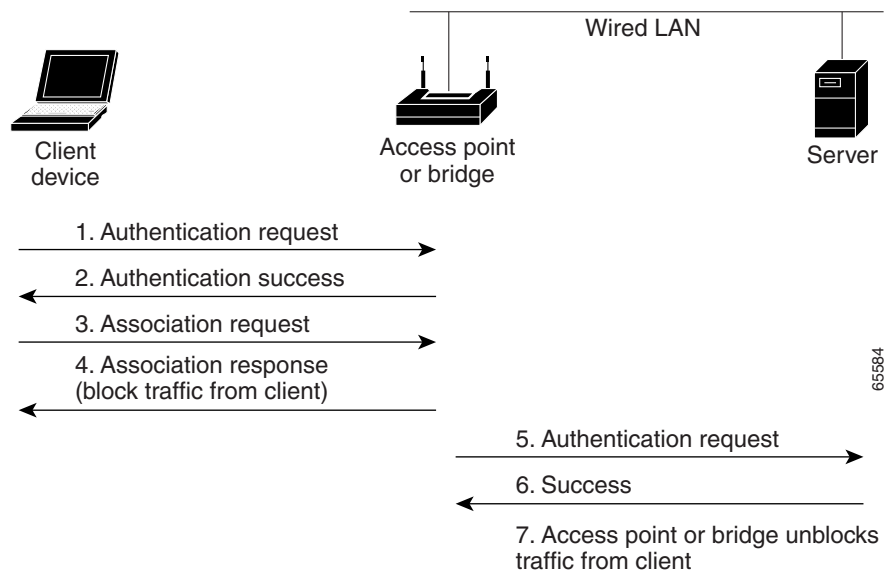 Wired LAN
Client
device
Access point
or bridge
Server
1. Authentication request
2. Authentication success
3. Association request
4. Association response
(block traffic from client)
65584
5. Authentication request
6. Success
7. Access point or bridge unblocks
traffic from client